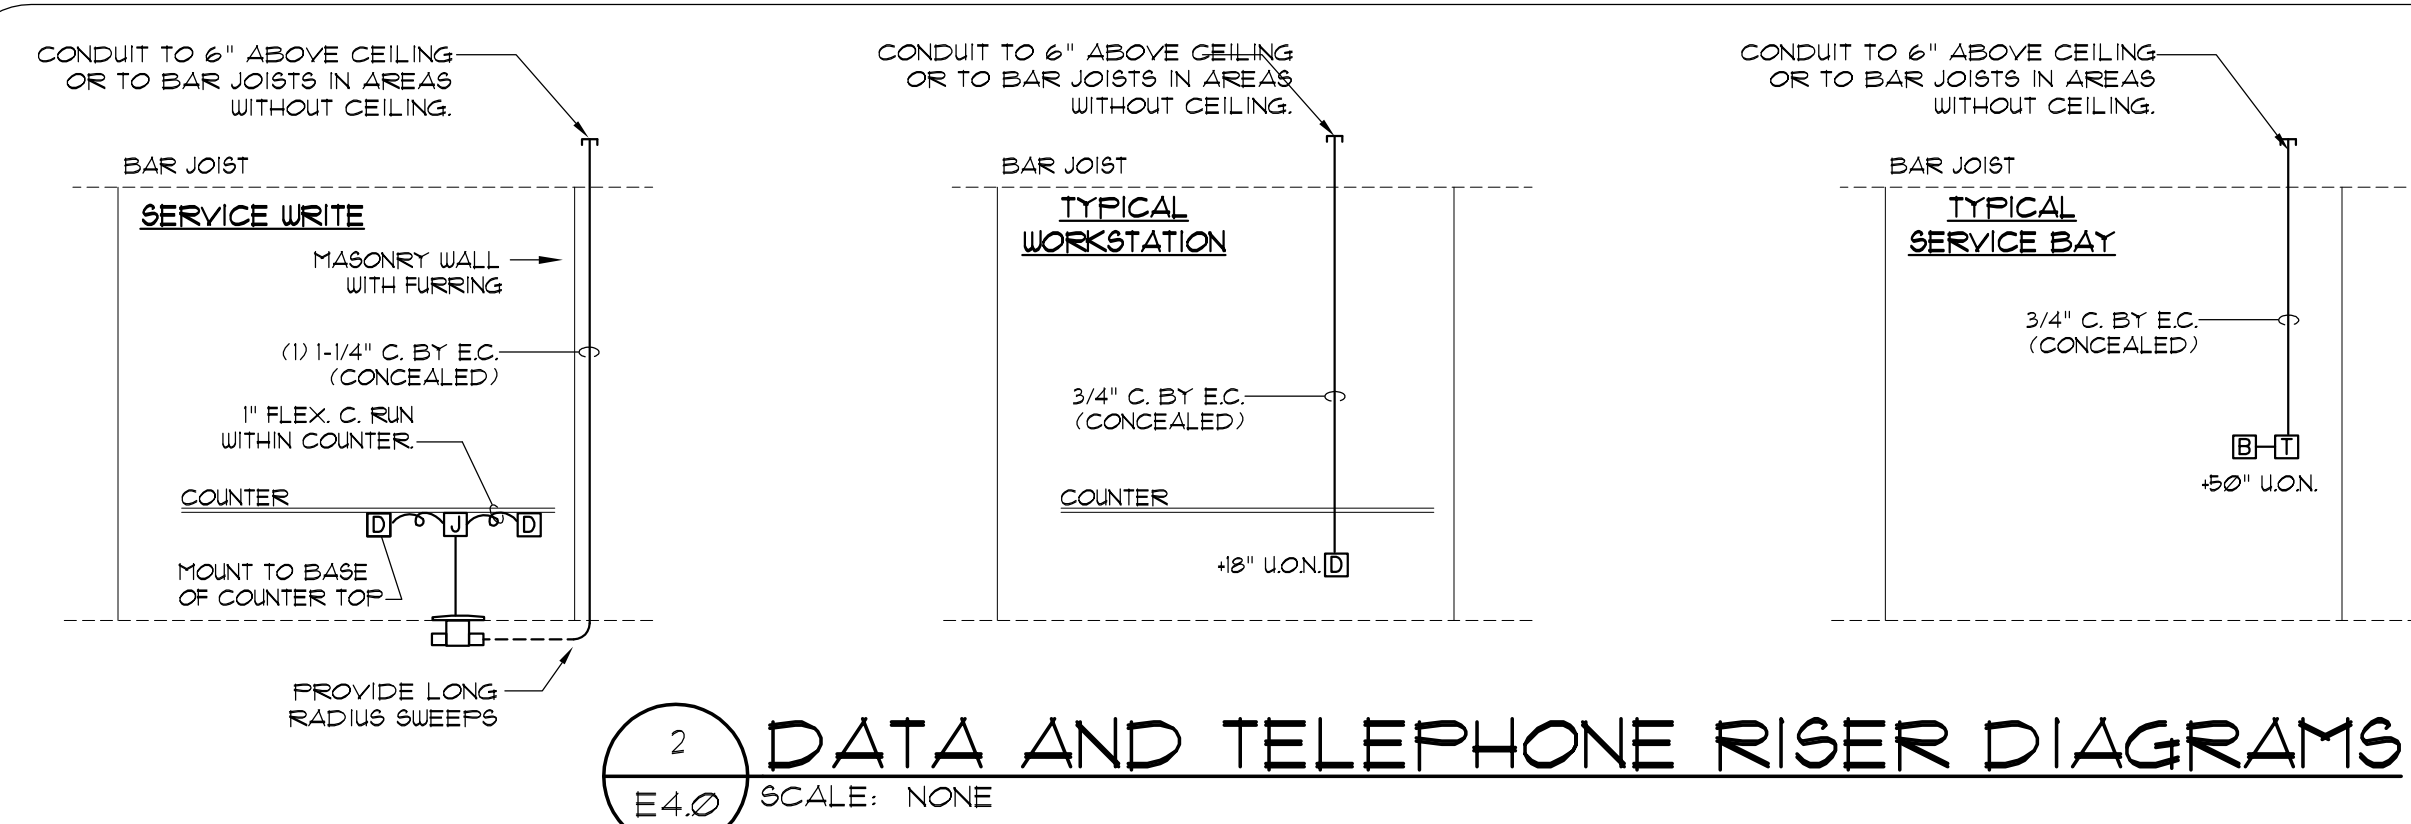 CONDUIT TO 6" ABOVE CEILING
OR TO BAR JOISTS IN AREAS
WITHOUT CEILING.
BAR JOIST
SERVICE WRITE
MASONRY WALL
WITH FURRING
(1) 1-1/4" C. BY E.C.
(CONCEALED)
1" FLEX. C. RUN
WITHIN COUNTER.
COUNTER
D J D
MOUNT TO BASE
OF COUNTER TOP
PROVIDE LONG
RADIUS SWEEPS
CONDUIT TO 6" ABOVE CEILING
OR TO BAR JOISTS IN AREAS
WITHOUT CEILING.
BAR JOIST
TYPICAL
WORKSTATION
3/4" C. BY E.C.
(CONCEALED)
COUNTER
+18" U.O.N. D
CONDUIT TO 6" ABOVE CEILING
OR TO BAR JOISTS IN AREAS
WITHOUT CEILING.
BAR JOIST
TYPICAL
SERVICE BAY
3/4" C. BY E.C.
(CONCEALED)
B T
+50" U.O.N.
2
E4.0
DATA AND TELEPHONE RISER DIAGRAMS
SCALE: NONE